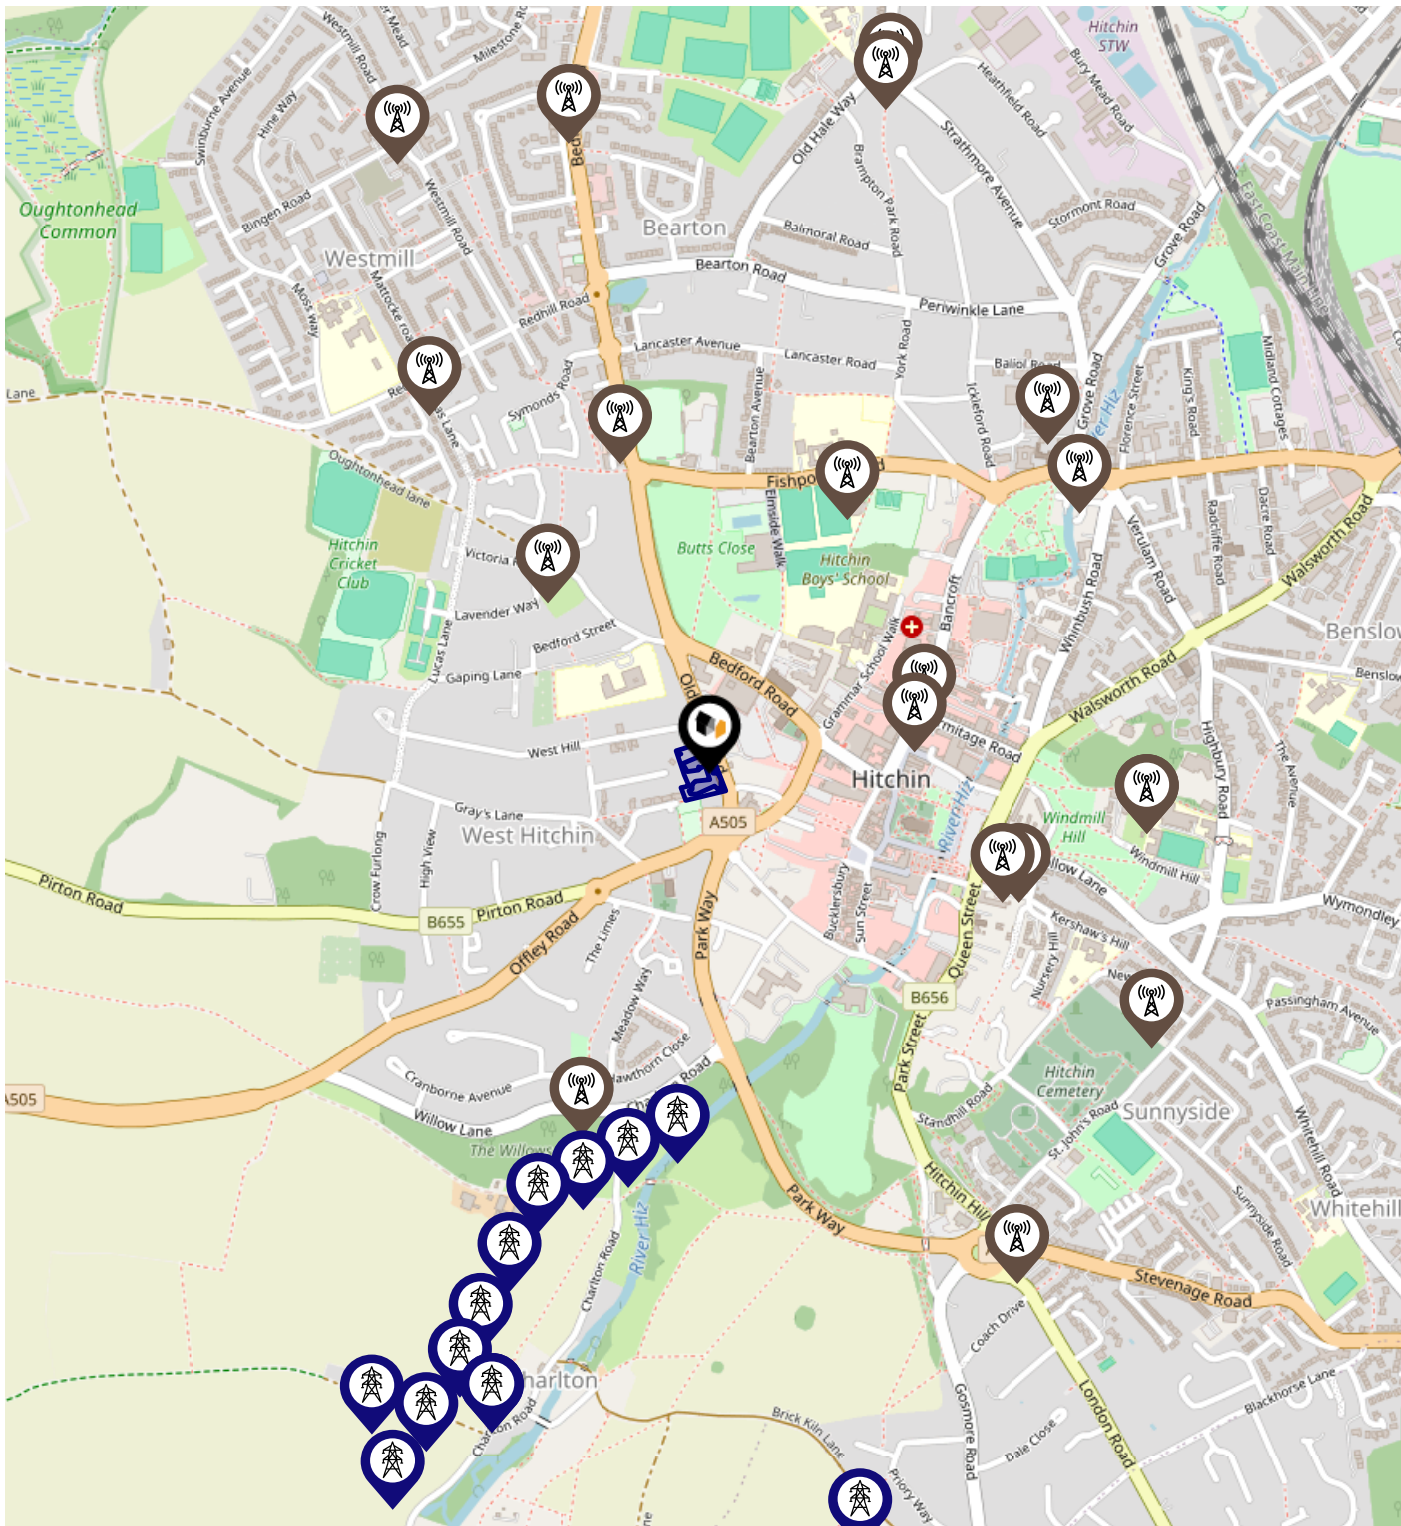 Westmill Road
Milestone
Hitchin
STW
Bury Mead Road
Swinburne Avenue
Hine Way
Heathfield Road
Old Hale Way
Strathmore Avenue
Brampton Park Road
Oughtonhead
Common
Bingen Road
Westmill Road
Bearton
Balmoral Road
Stormont Road
Grove Road
East Coast Main Line
Westmill
Bearton Road
Moss way
Mattocke
Redhill Road
Periwinkle Lane
Lancaster Avenue
Lancaster Road
York Road
Baliol Road
Midland Cottages
Lane
Symonds Road
Bearton Avenue
Ickleford Road
Grove Road
Florence Street
King's Road
Oughtonhead lane
Elmside Walk
Dacre Road
Radcliffe Road
Verulam Road
Walsworth Road
Hitchin
Cricket
Club
Victoria
Butts Close
Hitchin
Boys' School
Bancroft
Whinbush Road
Lavender Way
Bedford Street
Lucas Lane
Gaping Lane
Grammar School Walk
Bedford Road
Walsworth Road
West Hill
Highbury Road
The Avenue
Hitchin
River Hiz
Gray's Lane
West Hitchin
A505
Windmill
Hill
Windmill Hill
Crow Furlong
High View
Pirton Road
Pirton Road
B655
Offley Road
The Limes
Park Way
Bucklersbury
Sun Street
Queen Street
Kershaw's Hill
Nursery Hill
Wymondley
Meadow Way
B656
Passingham Avenue
Park Street
Hawthorn Close
Cranborne Avenue
Willow Lane
A505
Hitchin
Cemetery
Standhill Road
St. John's Road
Sunnyside
Whitehill Road
The Willows
Hitchin Hill
Park Way
River Hiz
Charlton Road
Sunnyside Road
Whitehill
Stevenage Road
Coach Drive
London Road
Blackhorse Lane
Brick Kiln Lane
Gosmore Road
Dale Close
Priory Way